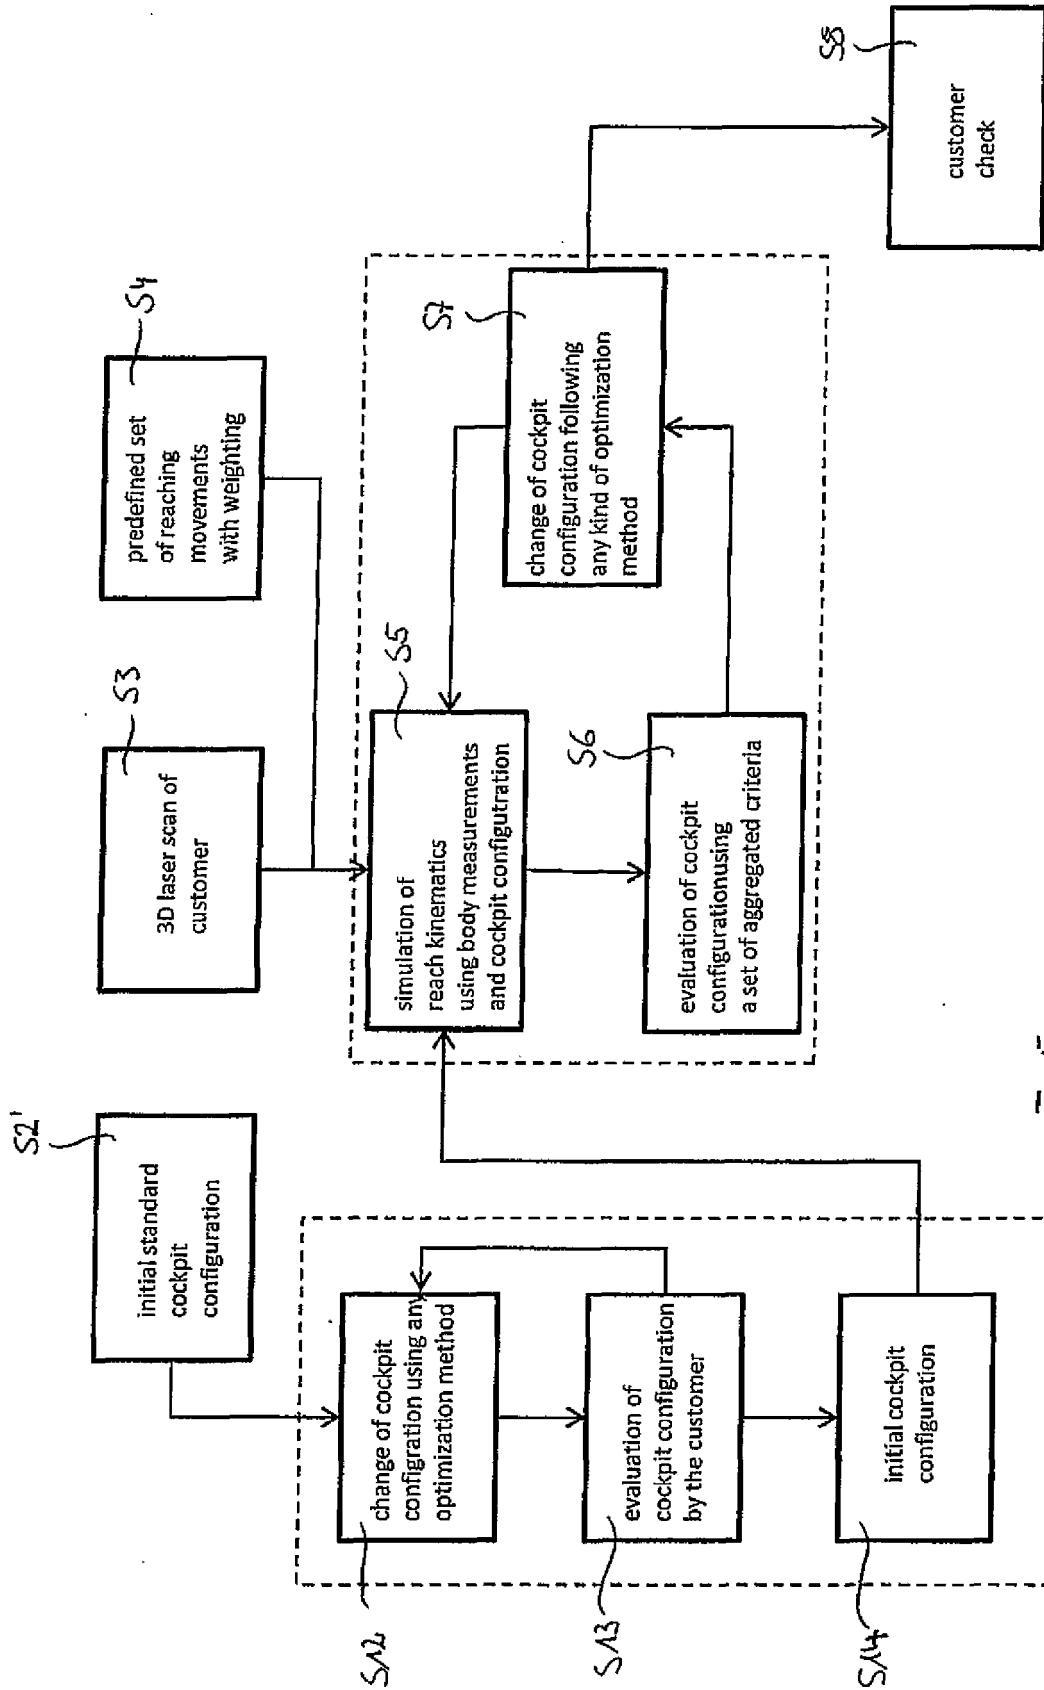 S2'
initial standard
cockpit
configuration
S3
3D laser scan of
customer
S4
predefined set
of reaching
movements
with weighting
S12
change of cockpit
configration using any
optimization method
S13
evaluation of
cockpit configuration
by the customer
S14
initial cockpit
configuration
S5
simulation of
reach kinematics
using body measurements
and cockpit configutration
S6
evaluation of cockpit
configurationusing
a set of aggregated criteria
S7
change of cockpit
configuration following
any kind of optimization
method
S8
customer
check